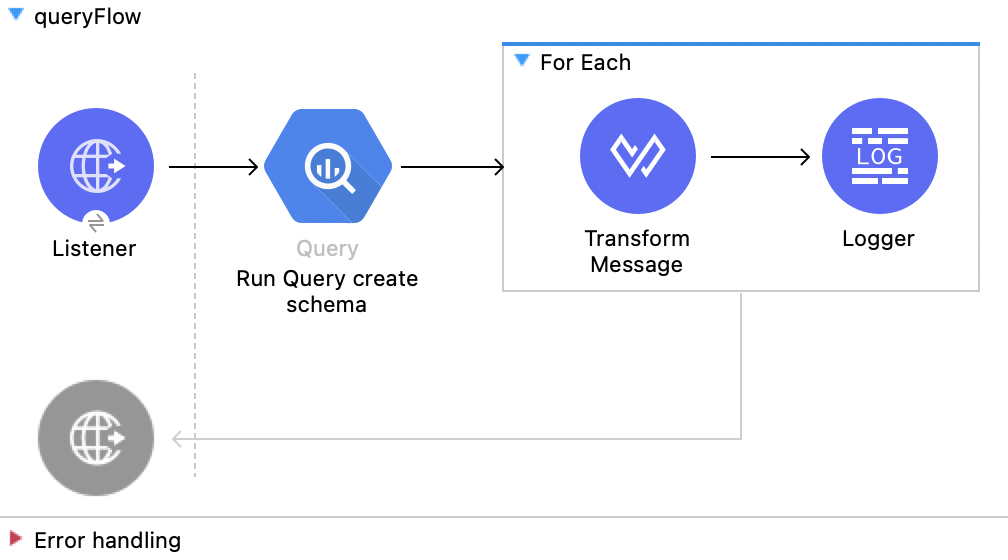 queryFlow
For Each
LOG
Listener
Query
Run Query create
schema
Transform
Message
Logger
Error handling